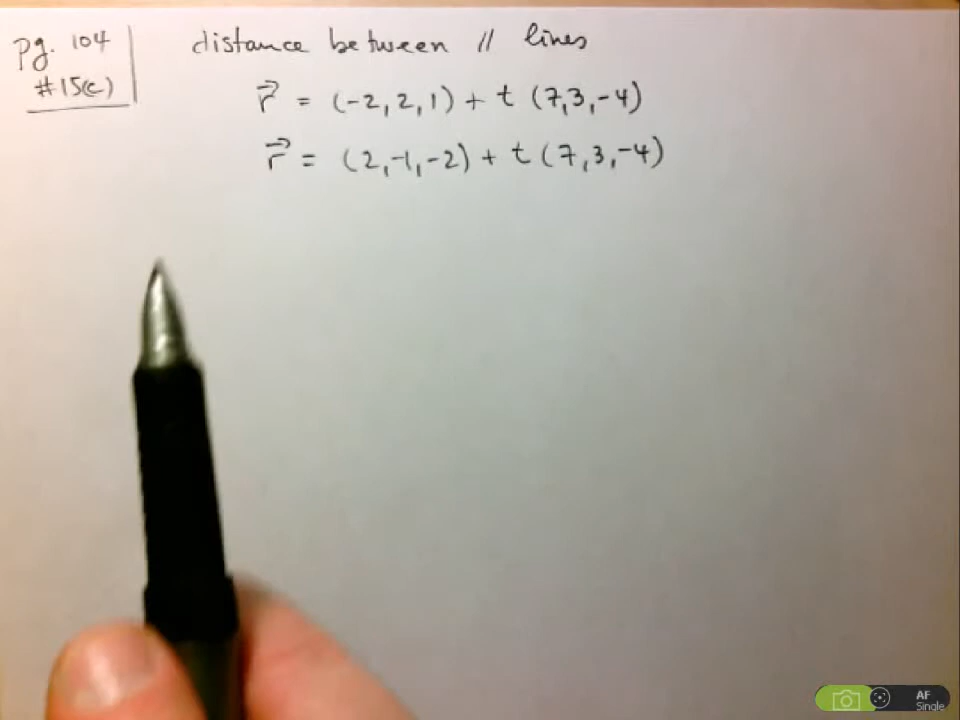 pg. 104
#15(c)
distance between // lines
r⃗ = (-2, 2, 1) + t (7, 3, -4)
r⃗ = (2, -1, -2) + t (7, 3, -4)
AF
Single